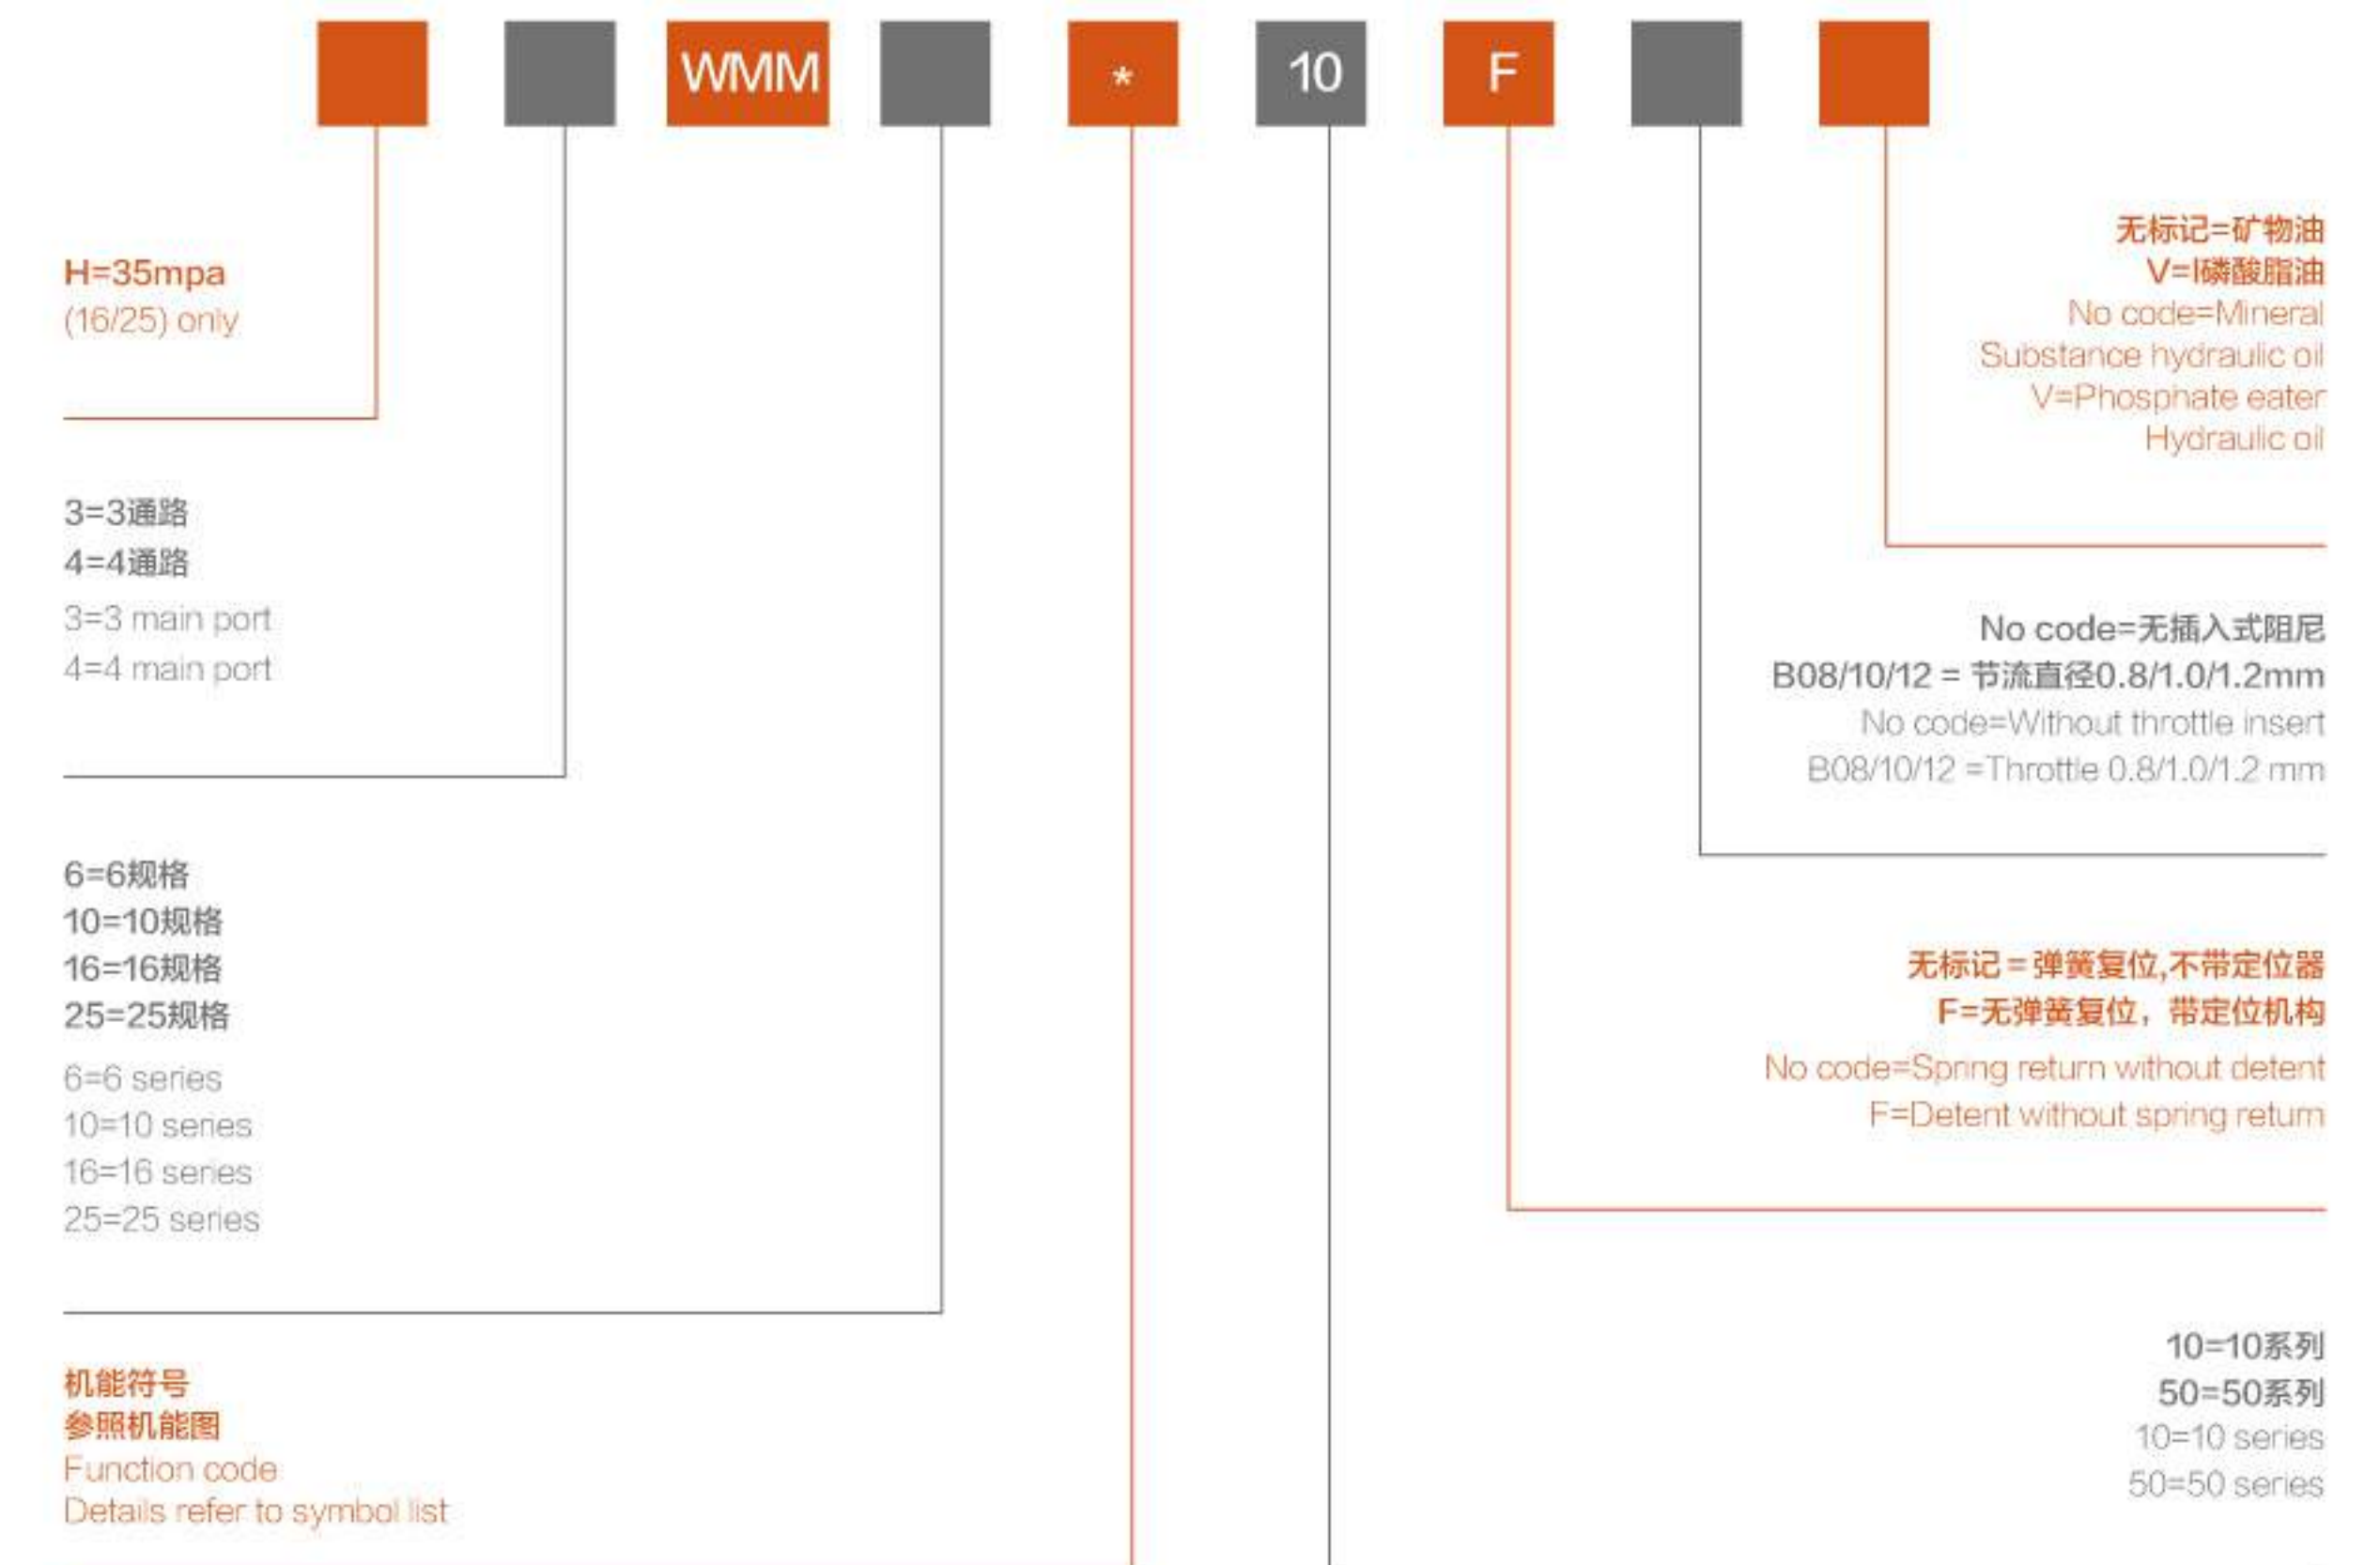 WMM * 10 F
H=35mpa
(16/25) only
3=3通路
4=4通路
3=3 main port
4=4 main port
6=6规格
10=10规格
16=16规格
25=25规格
6=6 series
10=10 series
16=16 series
25=25 series
机能符号
参照机能图
Function code
Details refer to symbol list
无标记=矿物油
V=I磷酸脂油
No code=Mineral
Substance hydraulic oil
V=Phosphate eater
Hydraulic oil
No code=无插入式阻尼
B08/10/12 = 节流直径0.8/1.0/1.2mm
No code=Without throttle insert
B08/10/12 =Throttle 0.8/1.0/1.2 mm
无标记=弹簧复位,不带定位器
F=无弹簧复位，带定位机构
No code=Spring return without detent
F=Detent without spring return
10=10系列
50=50系列
10=10 series
50=50 series